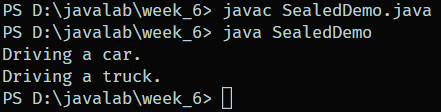 PS D:\javalab\week_6> javac SealedDemo.java
PS D:\javalab\week_6> java SealedDemo
Driving a car.
Driving a truck.
PS D:\javalab\week_6>